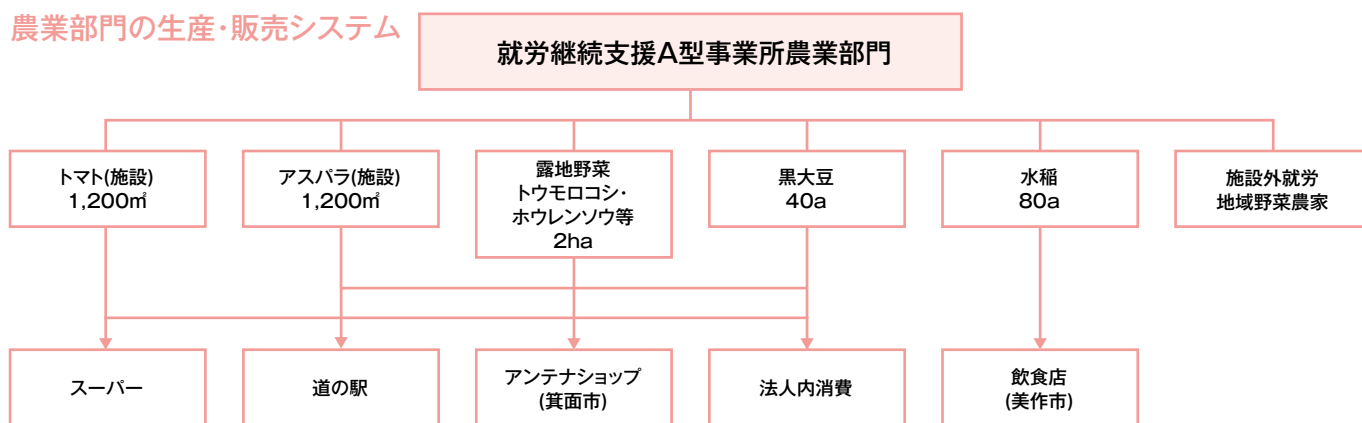 農業部門の生産・販売システム
就労継続支援A型事業所農業部門
トマト(施設)
1,200㎡
アスパラ(施設)
1,200㎡
露地野菜
トウモロコシ・
ホウレンソウ等
2ha
黒大豆
40a
水稲
80a
施設外就労
地域野菜農家
スーパー
道の駅
アンテナショップ
(箕面市)
法人内消費
飲食店
(美作市)